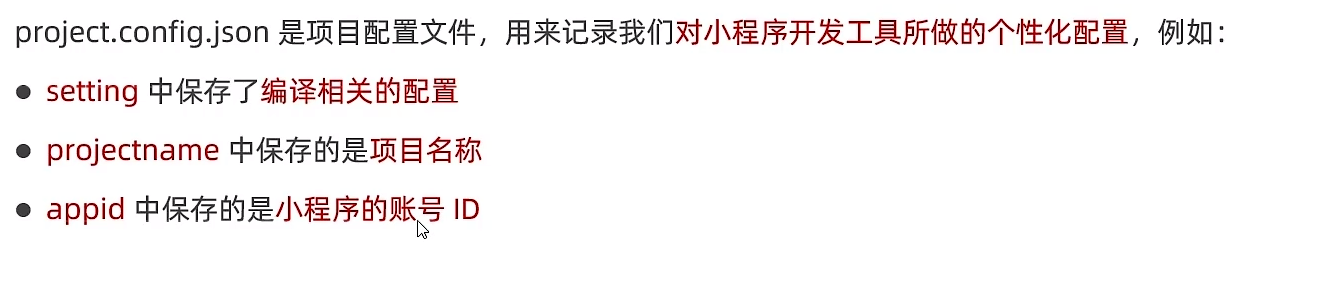 project.config.json 是项目配置文件，用来记录我们对小程序开发工具所做的个性化配置，例如：
● setting 中保存了编译相关的配置
● projectname 中保存的是项目名称
● appid 中保存的是小程序的账号 ID